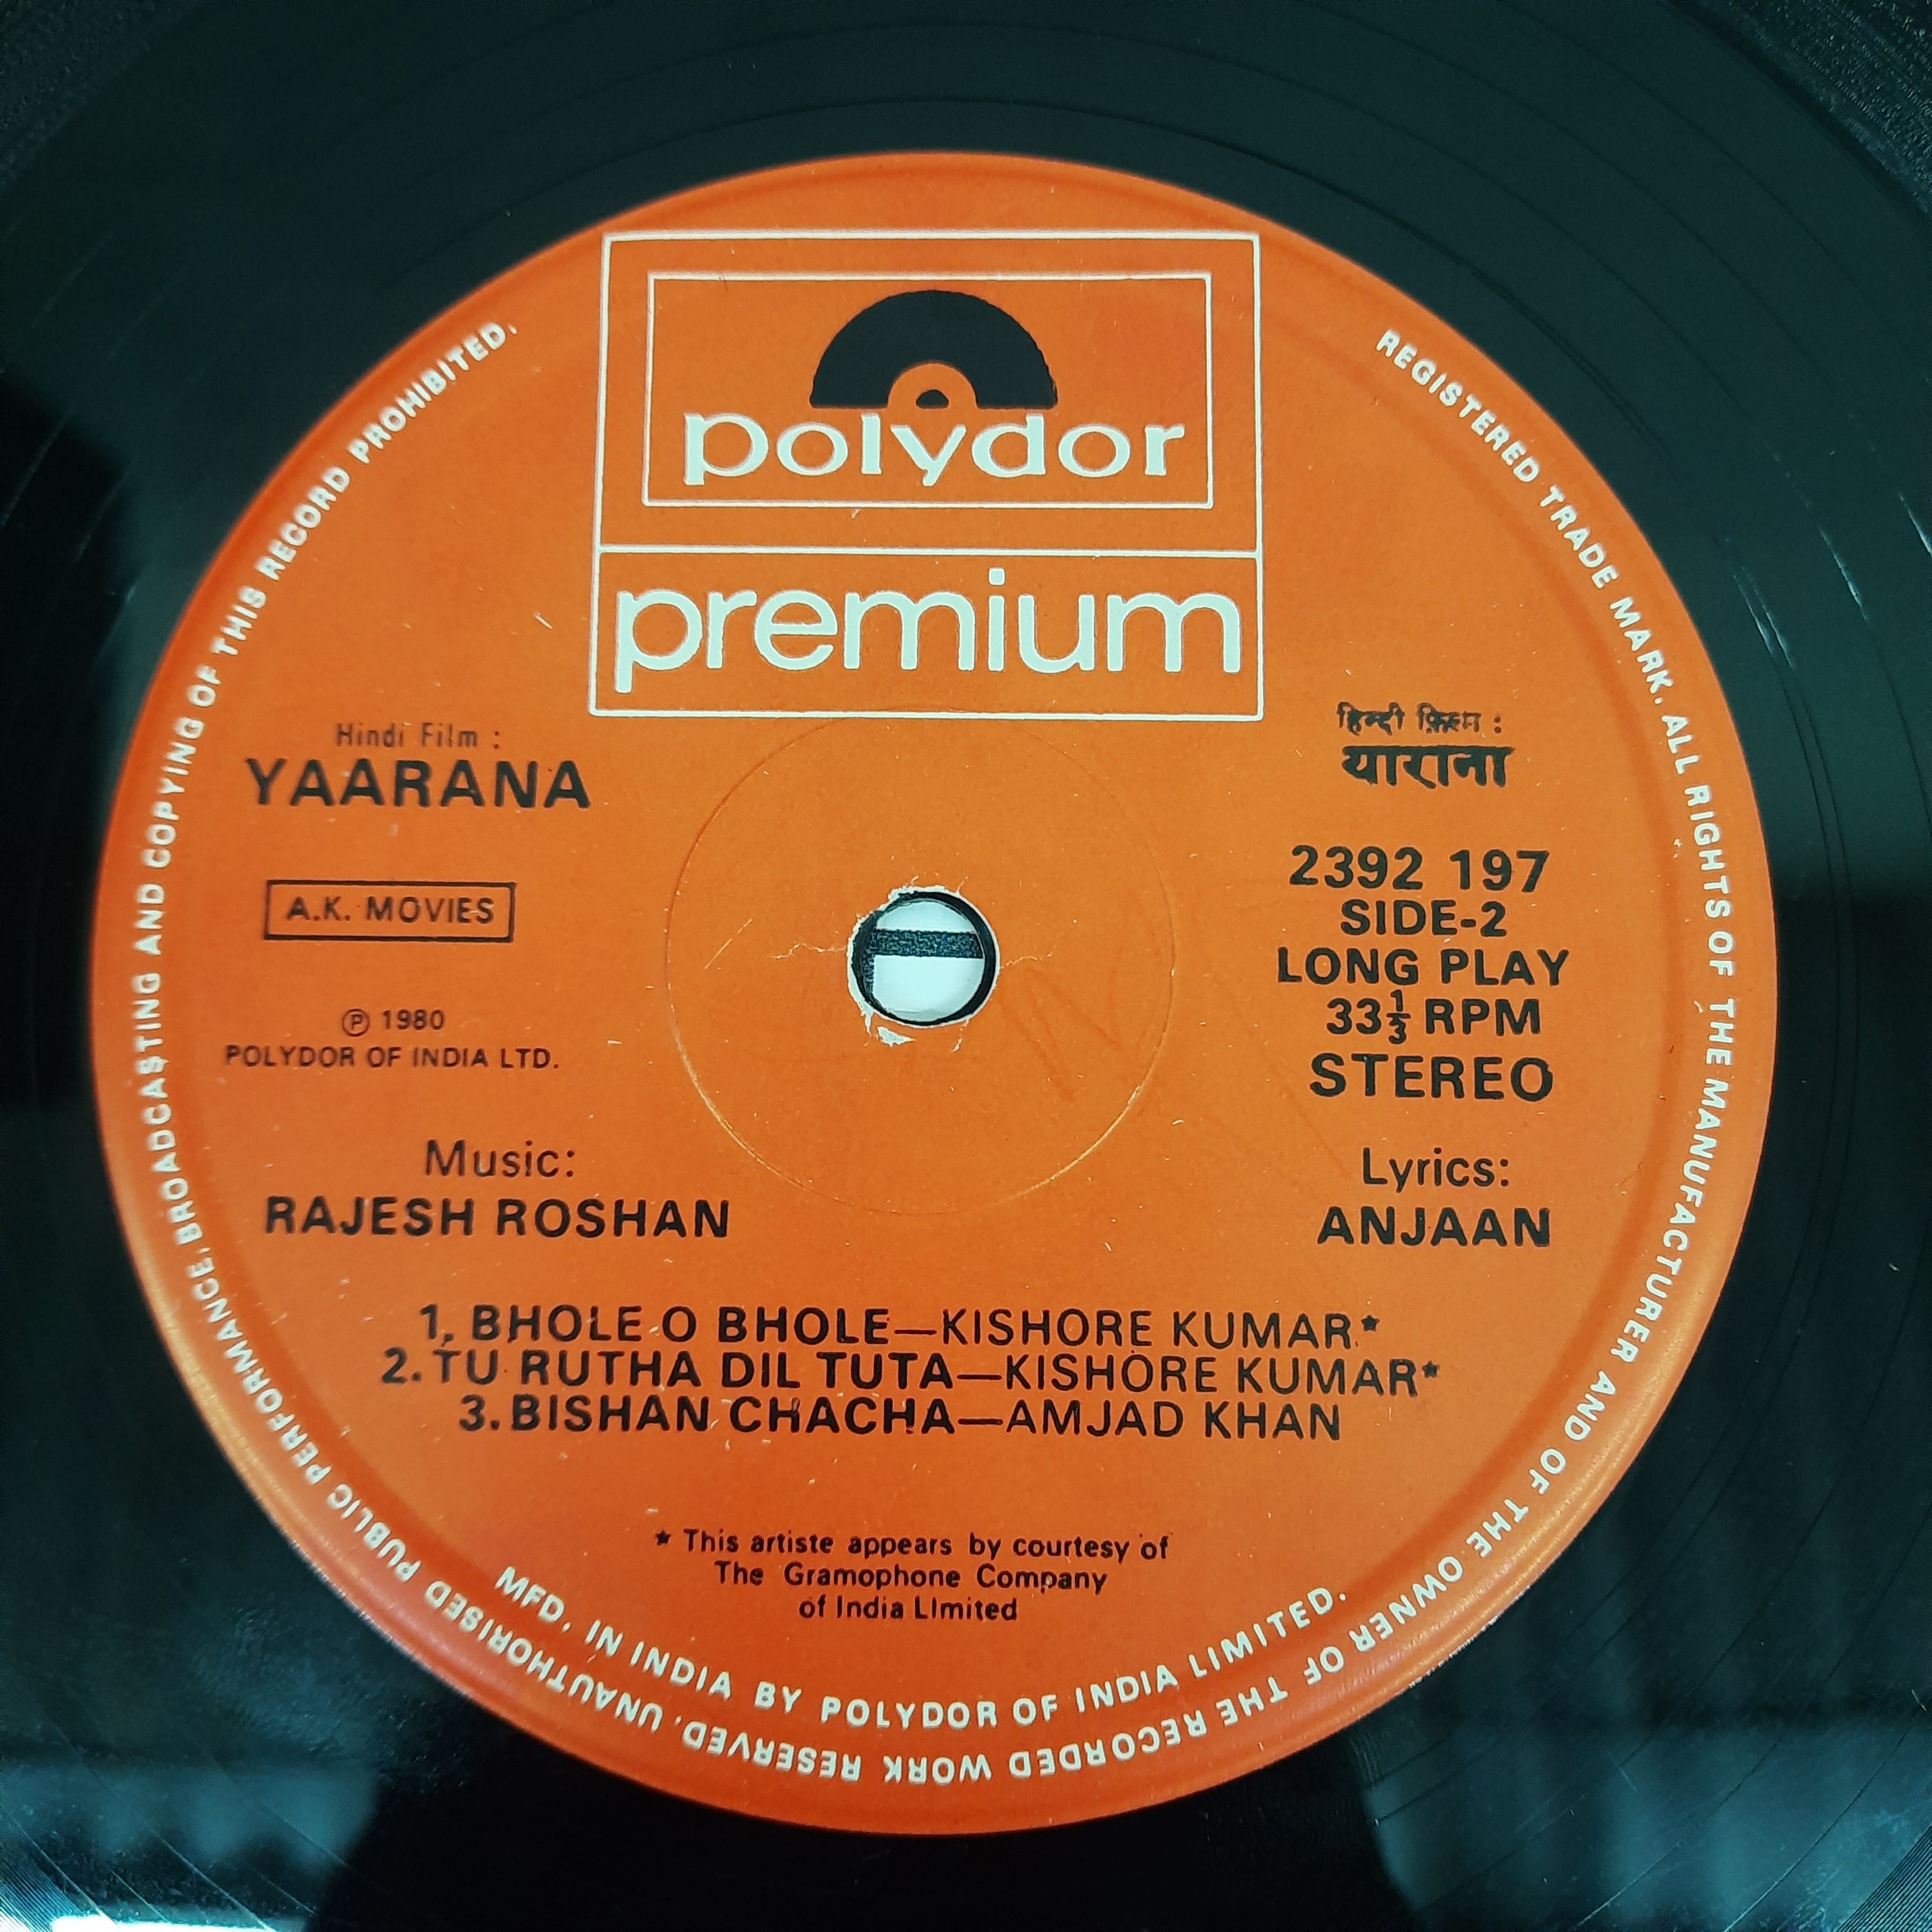 polydor
premium
Hindi Film :
YAARANA
A.K. MOVIES
℗ 1980
POLYDOR OF INDIA LTD.
Music:
RAJESH ROSHAN
हिन्दी फ़िल्म :
याराना
2392 197
SIDE-2
LONG PLAY
33⅓ RPM
STEREO
Lyrics:
ANJAAN
1. BHOLE O BHOLE—KISHORE KUMAR*
2. TU RUTHA DIL TUTA—KISHORE KUMAR*
3. BISHAN CHACHA—AMJAD KHAN
* This artiste appears by courtesy of
The Gramophone Company
of India LImited
MFD. IN INDIA BY POLYDOR OF INDIA LIMITED.
REGISTERED TRADE MARK. ALL RIGHTS OF THE MANUFACTURER AND OF THE OWNER OF THE RECORDED WORK RESERVED. UNAUTHORISED PUBLIC PERFORMANCE, BROADCASTING AND COPYING OF THIS RECORD PROHIBITED.